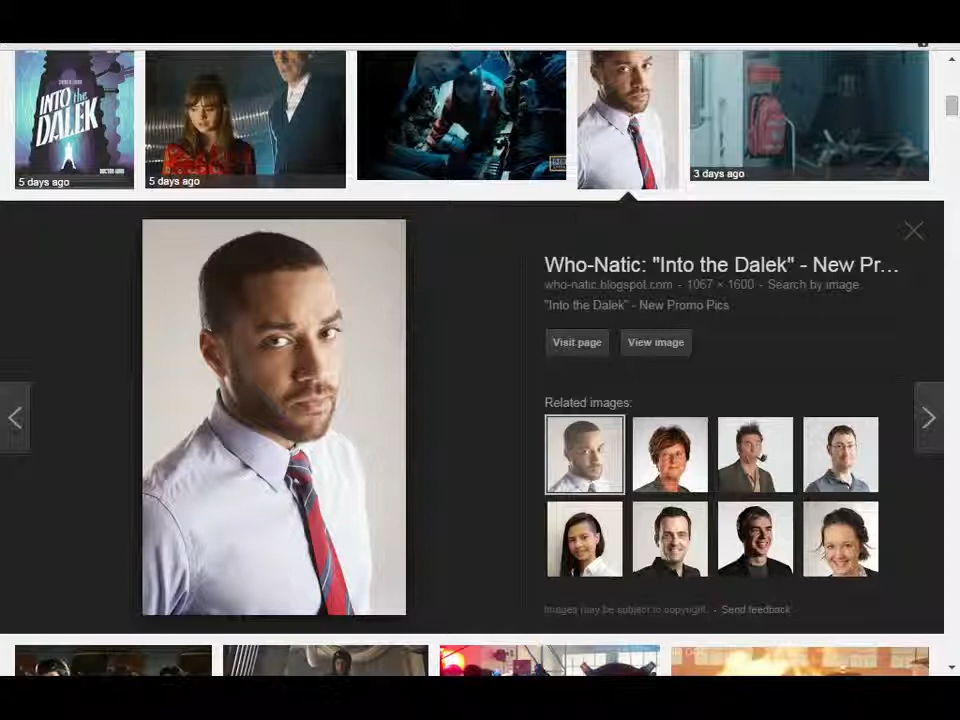 INTO the
DALEK
DOCTOR WHO
5 days ago
5 days ago
3 days ago
Who-Natic: "Into the Dalek" - New Pr...
who-natic.blogspot.com - 1067 × 1600 - Search by image
"Into the Dalek" - New Promo Pics
Visit page
View image
Related images:
Images may be subject to copyright. - Send feedback